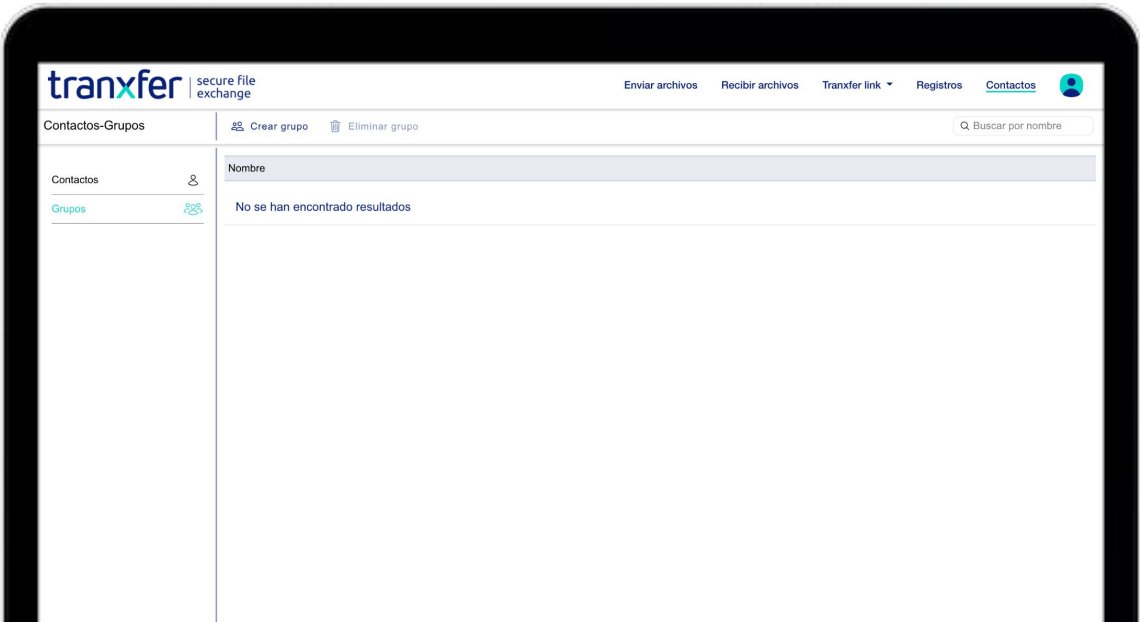 tranxfer
secure file
exchange
Enviar archivos
Recibir archivos
Tranxfer link
Registros
Contactos
Contactos-Grupos
Crear grupo
Eliminar grupo
Buscar por nombre
Contactos
Grupos
Nombre
No se han encontrado resultados